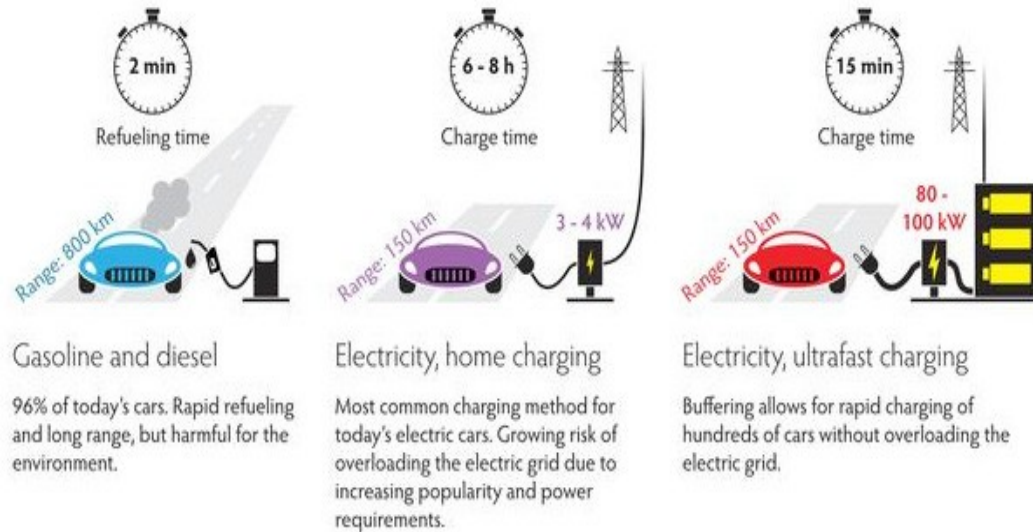 2 min
Refueling time
Range: 800 km
Gasoline and diesel
96% of today's cars. Rapid refueling
and long range, but harmful for the
environment.
6 - 8 h
Charge time
Range: 150 km
3 - 4 kW
Electricity, home charging
Most common charging method for
today's electric cars. Growing risk of
overloading the electric grid due to
increasing popularity and power
requirements.
15 min
Charge time
Range: 150 km
80 -
100 kW
Electricity, ultrafast charging
Buffering allows for rapid charging of
hundreds of cars without overloading the
electric grid.